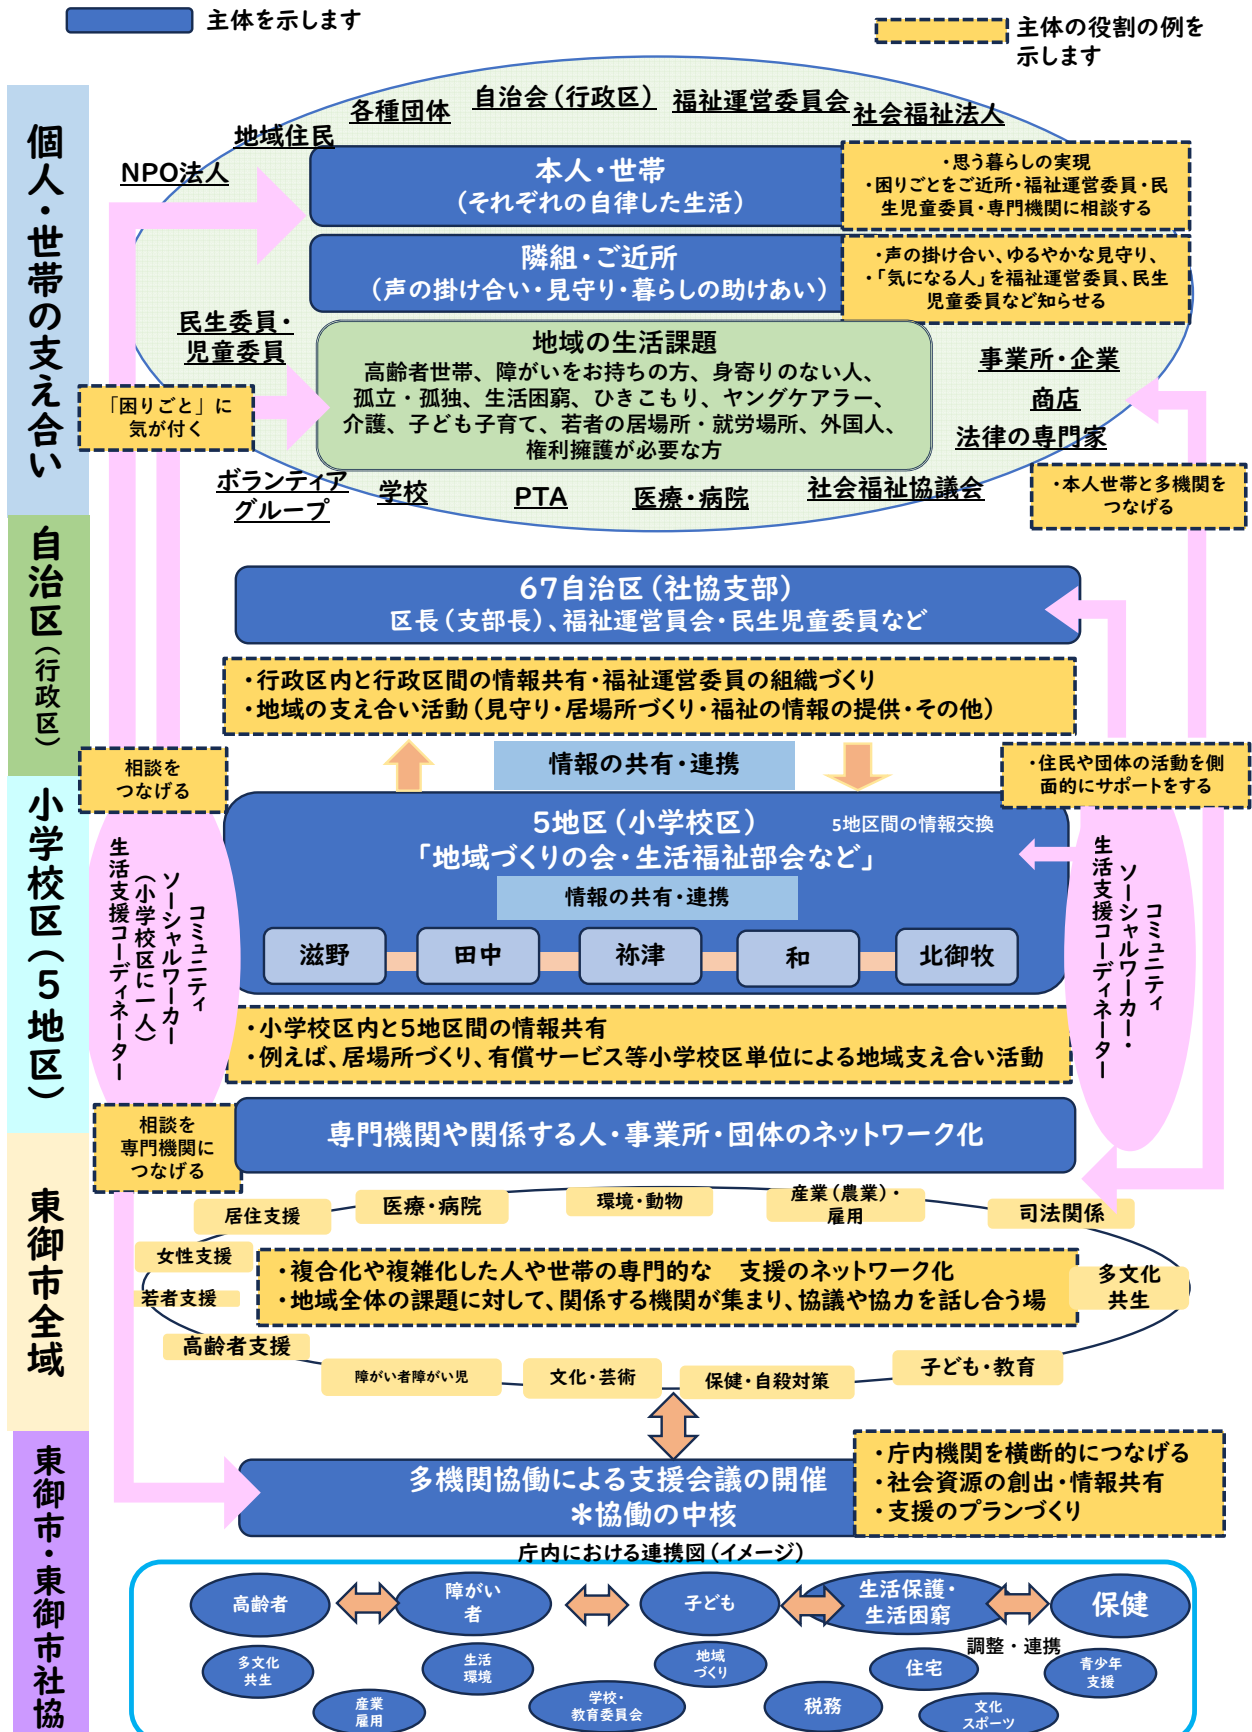 主体を示します
主体の役割の例を
示します
個人・世帯の支え合い
各種団体
自治会（行政区）
福祉運営委員会
社会福祉法人
地域住民
NPO法人
本人・世帯
（それぞれの自律した生活）
・思う暮らしの実現
・困りごとをご近所・福祉運営委員・民
生児童委員・専門機関に相談する
隣組・ご近所
（声の掛け合い・見守り・暮らしの助けあい）
・声の掛け合い、ゆるやかな見守り、
・「気になる人」を福祉運営委員、民生
児童委員など知らせる
民生委員・
児童委員
地域の生活課題
高齢者世帯、障がいをお持ちの方、身寄りのない人、
孤立・孤独、生活困窮、ひきこもり、ヤングケアラー、
介護、子ども子育て、若者の居場所・就労場所、外国人、
権利擁護が必要な方
事業所・企業
商店
法律の専門家
「困りごと」に
気が付く
ボランティア
グループ
学校
PTA
医療・病院
社会福祉協議会
・本人世帯と多機関を
つなげる
自治区（行政区）
67自治区（社協支部）
区長（支部長）、福祉運営員会・民生児童委員など
・行政区内と行政区間の情報共有・福祉運営委員の組織づくり
・地域の支え合い活動（見守り・居場所づくり・福祉の情報の提供・その他）
相談を
つなげる
情報の共有・連携
・住民や団体の活動を側
面的にサポートをする
小学校区（5地区）
5地区（小学校区）
5地区間の情報交換
「地域づくりの会・生活福祉部会など」
情報の共有・連携
滋野
田中
祢津
和
北御牧
コミュニティ
ソーシャルワーカー
（小学校区に一人）
生活支援コーディネーター
コミュニティ
ソーシャルワーカー・
生活支援コーディネーター
・小学校区内と5地区間の情報共有
・例えば、居場所づくり、有償サービス等小学校区単位による地域支え合い活動
相談を
専門機関に
つなげる
東御市全域
専門機関や関係する人・事業所・団体のネットワーク化
居住支援
医療・病院
環境・動物
産業（農業）・
雇用
司法関係
女性支援
若者支援
・複合化や複雑化した人や世帯の専門的な　支援のネットワーク化
・地域全体の課題に対して、関係する機関が集まり、協議や協力を話し合う場
多文化
共生
高齢者支援
障がい者障がい児
文化・芸術
保健・自殺対策
子ども・教育
東御市・東御市社協
多機関協働による支援会議の開催
＊協働の中核
・庁内機関を横断的につなげる
・社会資源の創出・情報共有
・支援のプランづくり
庁内における連携図（イメージ）
高齢者
障がい
者
子ども
生活保護・
生活困窮
保健
調整・連携
多文化
共生
生活
環境
地域
づくり
住宅
青少年
支援
産業
雇用
学校・
教育委員会
税務
文化
スポーツ